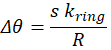 Δθ = s k_ring / R